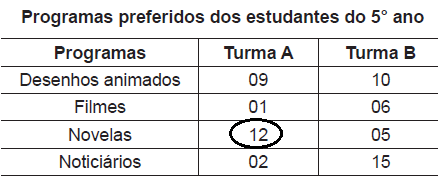 Programas preferidos dos estudantes do 5° ano
Programas Turma A Turma B
Desenhos animados 09 10
Filmes 01 06
Novelas 12 05
Noticiários 02 15